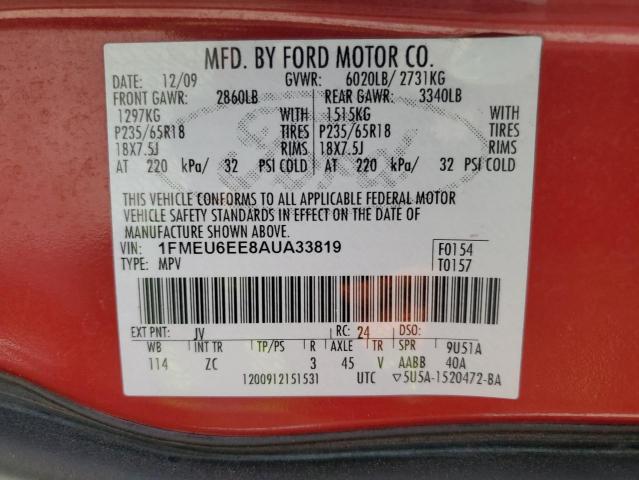 MFD. BY FORD MOTOR CO.
DATE: 12/09 GVWR: 6020LB/ 2731KG
FRONT GAWR: 2860LB REAR GAWR: 3340LB
1297KG WITH 1515KG WITH
P235/65R18 TIRES P235/65R18 TIRES
18X7.5J RIMS 18X7.5J RIMS
AT 220 kPa/ 32 PSI COLD AT 220 kPa/ 32 PSI COLD
THIS VEHICLE CONFORMS TO ALL APPLICABLE FEDERAL MOTOR
VEHICLE SAFETY STANDARDS IN EFFECT ON THE DATE OF
MANUFACTURE SHOWN ABOVE.
VIN: 1FMEU6EE8AUA33819 F0154
TYPE: MPV T0157
EXT PNT: JV RC: 24 DSO:
WB INT TR TP/PS R AXLE TR SPR 9U51A
114 ZC 3 45 V AABB 40A
1200912151531 UTC ▽5U5A-1520472-BA